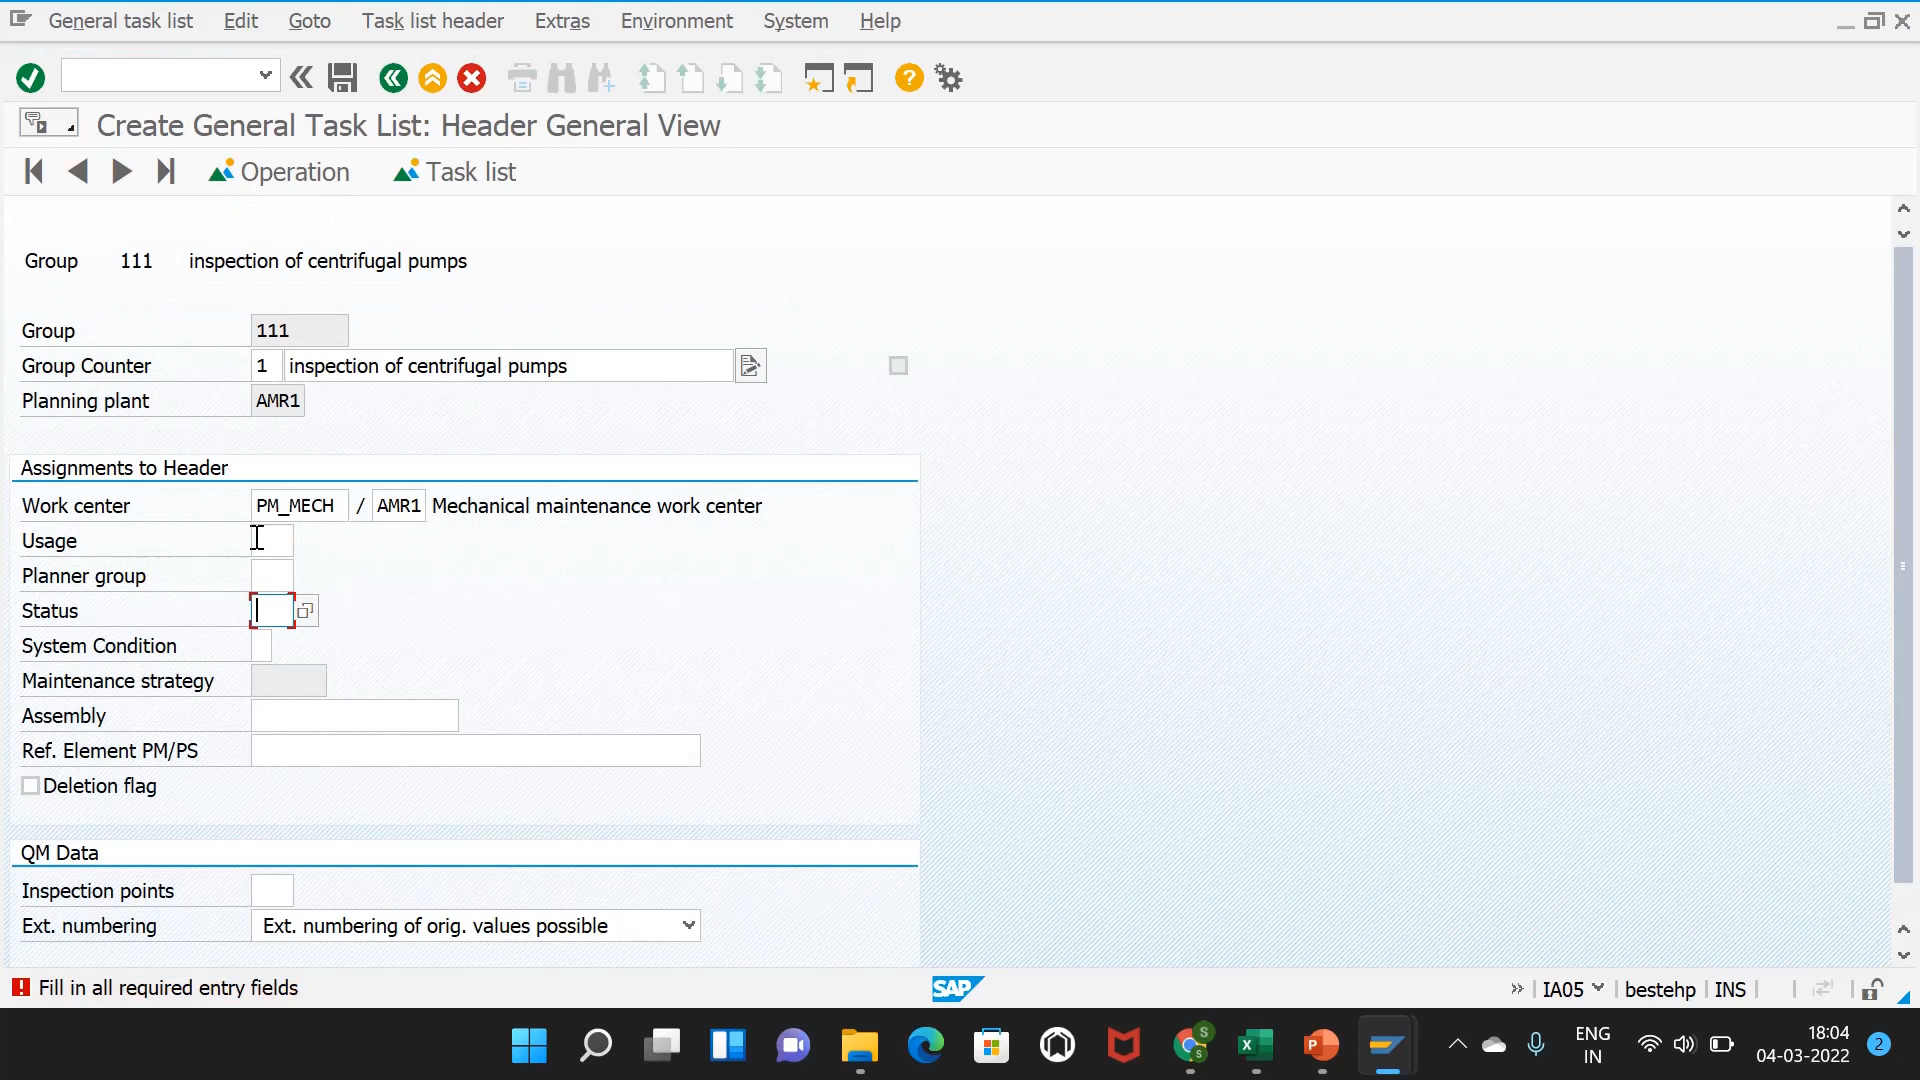 General task list Edit Goto Task list header Extras Environment System Help
Create General Task List: Header General View
Operation Task list
Group 111 inspection of centrifugal pumps
Group 111
Group Counter 1 inspection of centrifugal pumps
Planning plant AMR1
Assignments to Header
Work center PM_MECH / AMR1 Mechanical maintenance work center
Usage
Planner group
Status
System Condition
Maintenance strategy
Assembly
Ref. Element PM/PS
Deletion flag
QM Data
Inspection points
Ext. numbering Ext. numbering of orig. values possible
Fill in all required entry fields SAP IA05 bestehp INS
ENG 18:04
IN 04-03-2022 2